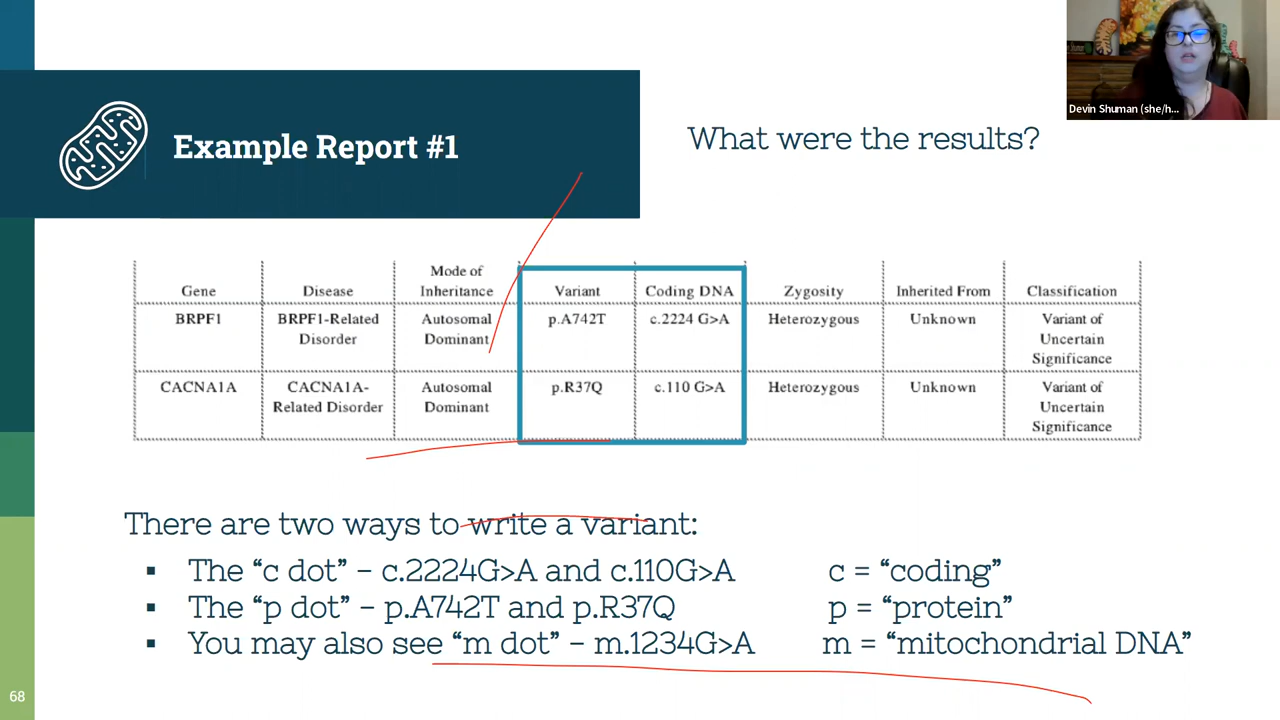 Devin Shuman (she/h...
Example Report #1
What were the results?
Gene Disease Mode of Inheritance Variant Coding DNA Zygosity Inherited From Classification
BRPF1 BRPF1-Related Disorder Autosomal Dominant p.A742T c.2224 G>A Heterozygous Unknown Variant of Uncertain Significance
CACNA1A CACNA1A-Related Disorder Autosomal Dominant p.R37Q c.110 G>A Heterozygous Unknown Variant of Uncertain Significance
There are two ways to write a variant:
▪ The “c dot” – c.2224G>A and c.110G>A c = “coding”
▪ The “p dot” – p.A742T and p.R37Q p = “protein”
▪ You may also see “m dot” – m.1234G>A m = “mitochondrial DNA”
68